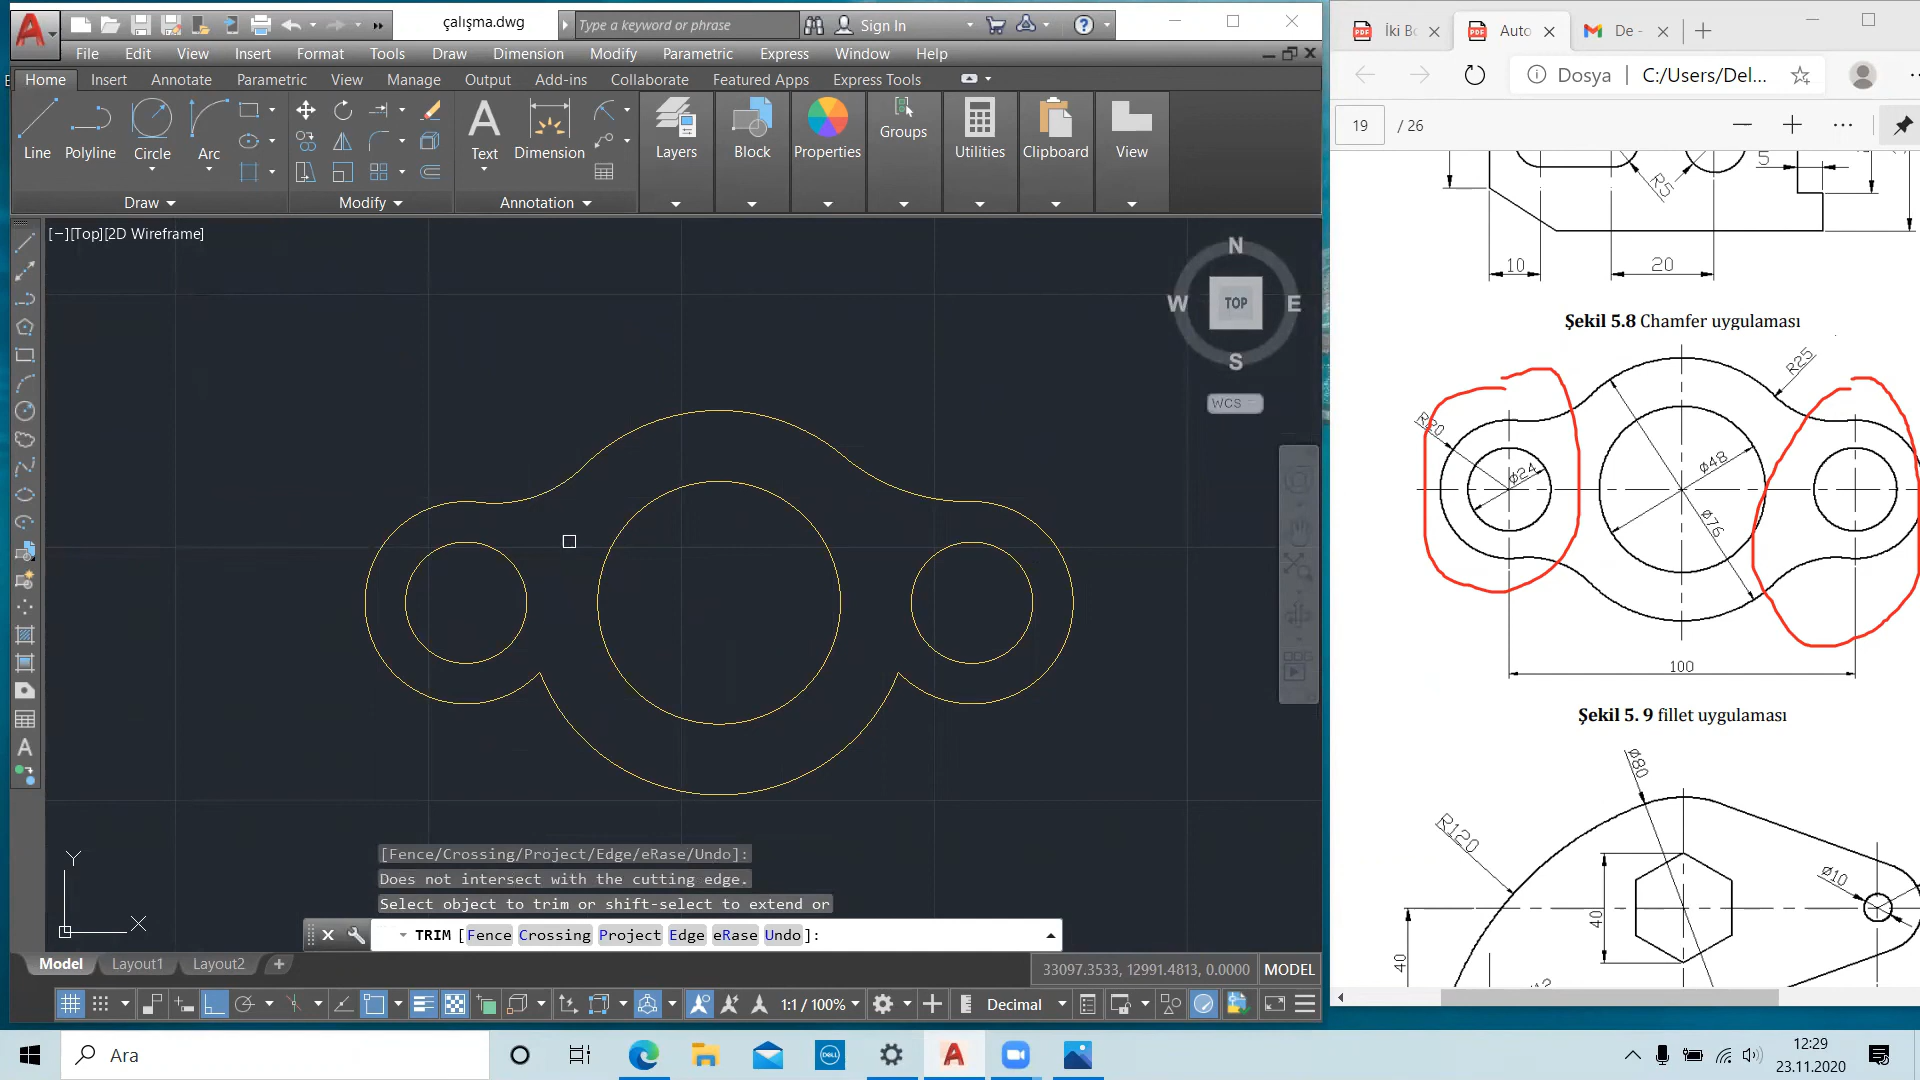 çalışma.dwg
Type a keyword or phrase
Sign In
File Edit View Insert Format Tools Draw Dimension Modify Parametric Express Window Help
Home Insert Annotate Parametric View Manage Output Add-ins Collaborate Featured Apps Express Tools
Line Polyline Circle Arc Text Dimension Layers Block Properties Groups Utilities Clipboard View
Draw Modify Annotation
[−][Top][2D Wireframe]
N
W TOP E
S
WCS
Y
X
[Fence/Crossing/Project/Edge/eRase/Undo]:
Does not intersect with the cutting edge.
Select object to trim or shift-select to extend or
TRIM [Fence Crossing Project Edge eRase Undo]:
Model Layout1 Layout2 +
33097.3533, 12991.4813, 0.0000 MODEL
1:1 / 100% Decimal
Auto
De -
Dosya C:/Users/Del...
19 / 26
R5
5
10
20
Şekil 5.8 Chamfer uygulaması
R25
R20
ø24
ø48
ø76
100
Şekil 5. 9 fillet uygulaması
ø80
R120
ø10
40
40
Ara
DELL
12:29
23.11.2020